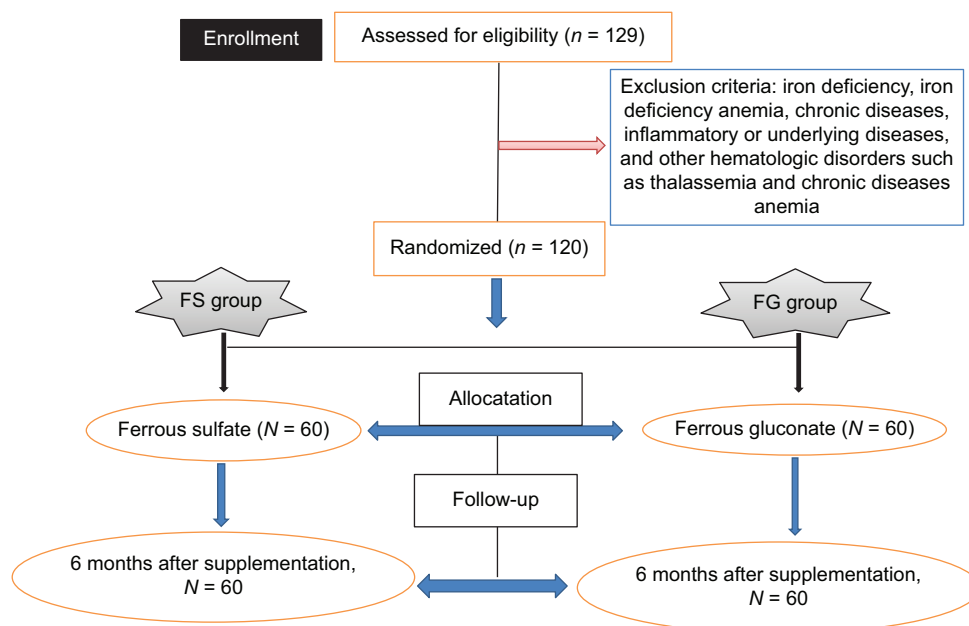 Enrollment
Assessed for eligibility (n = 129)
Exclusion criteria: iron deficiency, iron
deficiency anemia, chronic diseases,
inflammatory or underlying diseases,
and other hematologic disorders such
as thalassemia and chronic diseases
anemia
Randomized (n = 120)
FS group
FG group
Allocatation
Ferrous sulfate (N = 60)
Ferrous gluconate (N = 60)
Follow-up
6 months after supplementation,
N = 60
6 months after supplementation,
N = 60